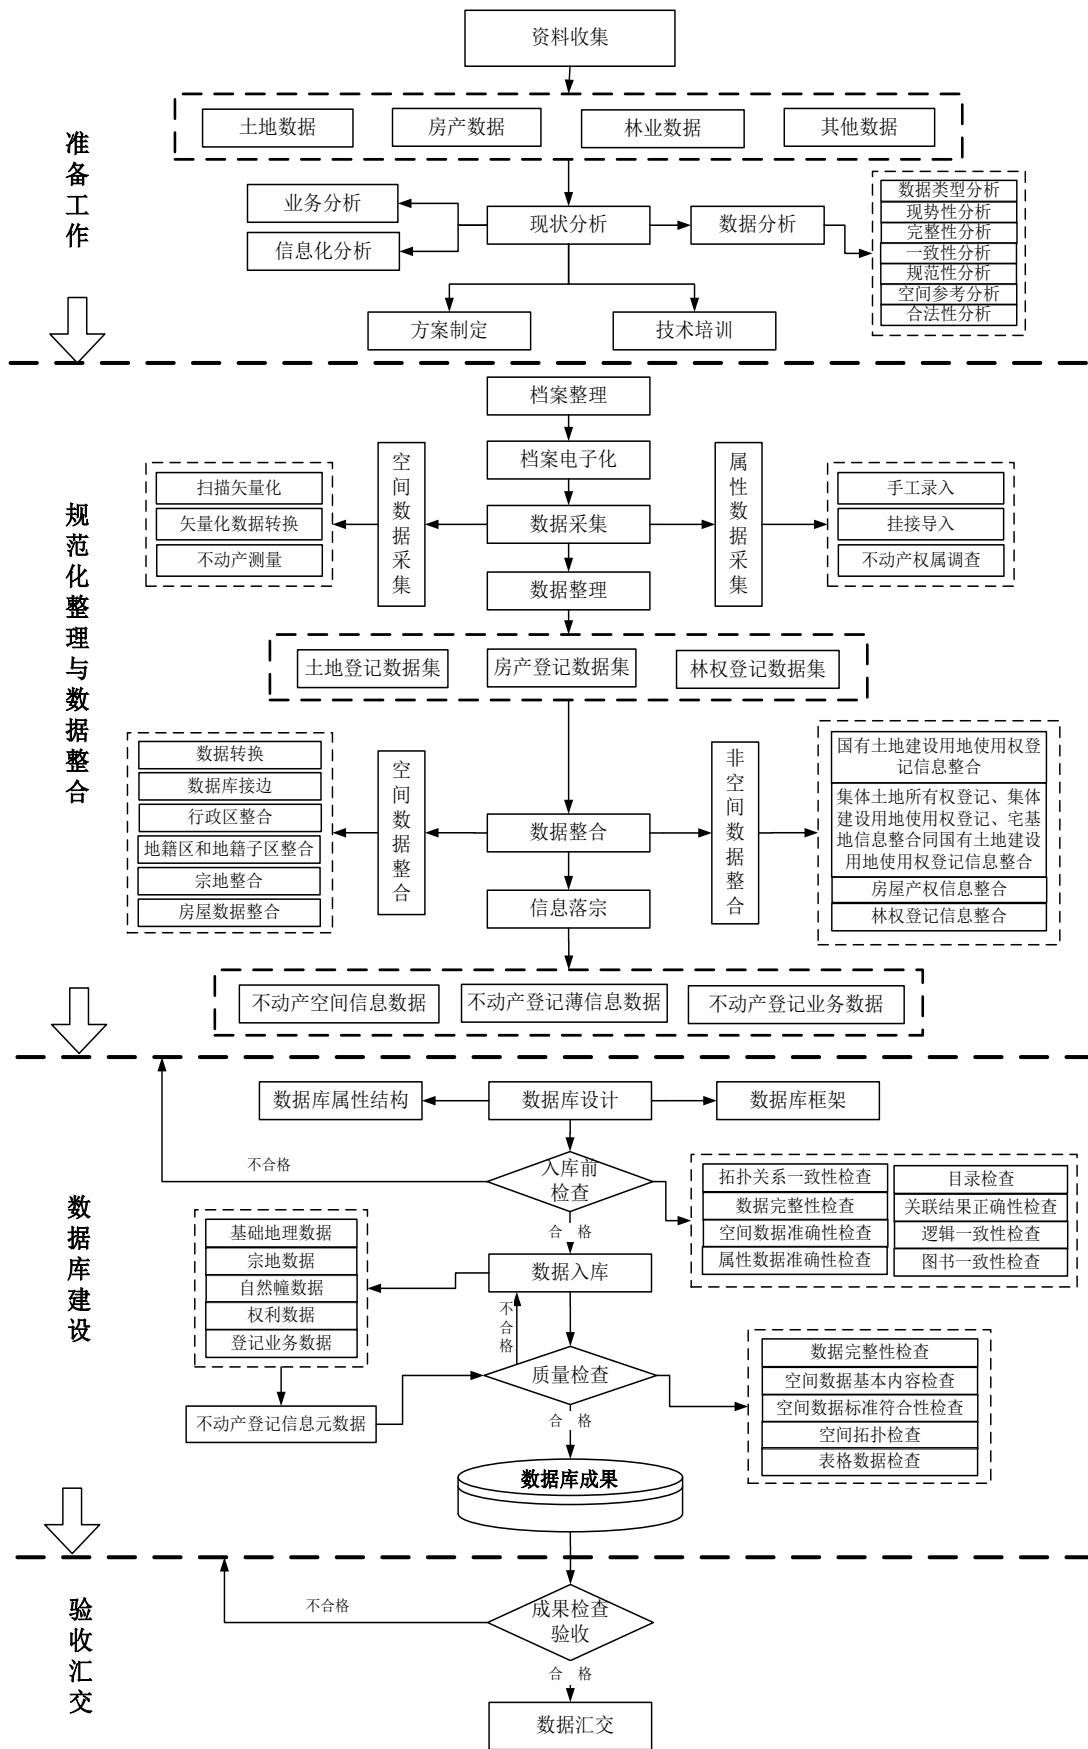 资料收集
土地数据
房产数据
林业数据
其他数据
准备工作
业务分析
信息化分析
现状分析
数据分析
数据类型分析
现势性分析
完整性分析
一致性分析
规范性分析
空间参考分析
合法性分析
方案制定
技术培训
规范化整理与数据整合
档案整理
档案电子化
数据采集
数据整理
空间数据采集
扫描矢量化
矢量化数据转换
不动产测量
属性数据采集
手工录入
挂接导入
不动产权属调查
土地登记数据集
房产登记数据集
林权登记数据集
数据转换
数据库接边
行政区整合
地籍区和地籍子区整合
宗地整合
房屋数据整合
空间数据整合
数据整合
信息落宗
非空间数据整合
国有土地建设用地使用权登
记信息整合
集体土地所有权登记、集体
建设用地使用权登记、宅基
地信息整合同国有土地建设
用地使用权登记信息整合
房屋产权信息整合
林权登记信息整合
不动产空间信息数据
不动产登记薄信息数据
不动产登记业务数据
数据库建设
数据库属性结构
数据库设计
数据库框架
不合格
入库前
检查
合 格
拓扑关系一致性检查
数据完整性检查
空间数据准确性检查
属性数据准确性检查
目录检查
关联结果正确性检查
逻辑一致性检查
图书一致性检查
基础地理数据
宗地数据
自然幢数据
权利数据
登记业务数据
数据入库
不合格
质量检查
合 格
不动产登记信息元数据
数据完整性检查
空间数据基本内容检查
空间数据标准符合性检查
空间拓扑检查
表格数据检查
数据库成果
验收汇交
不合格
成果检查
验收
合 格
数据汇交